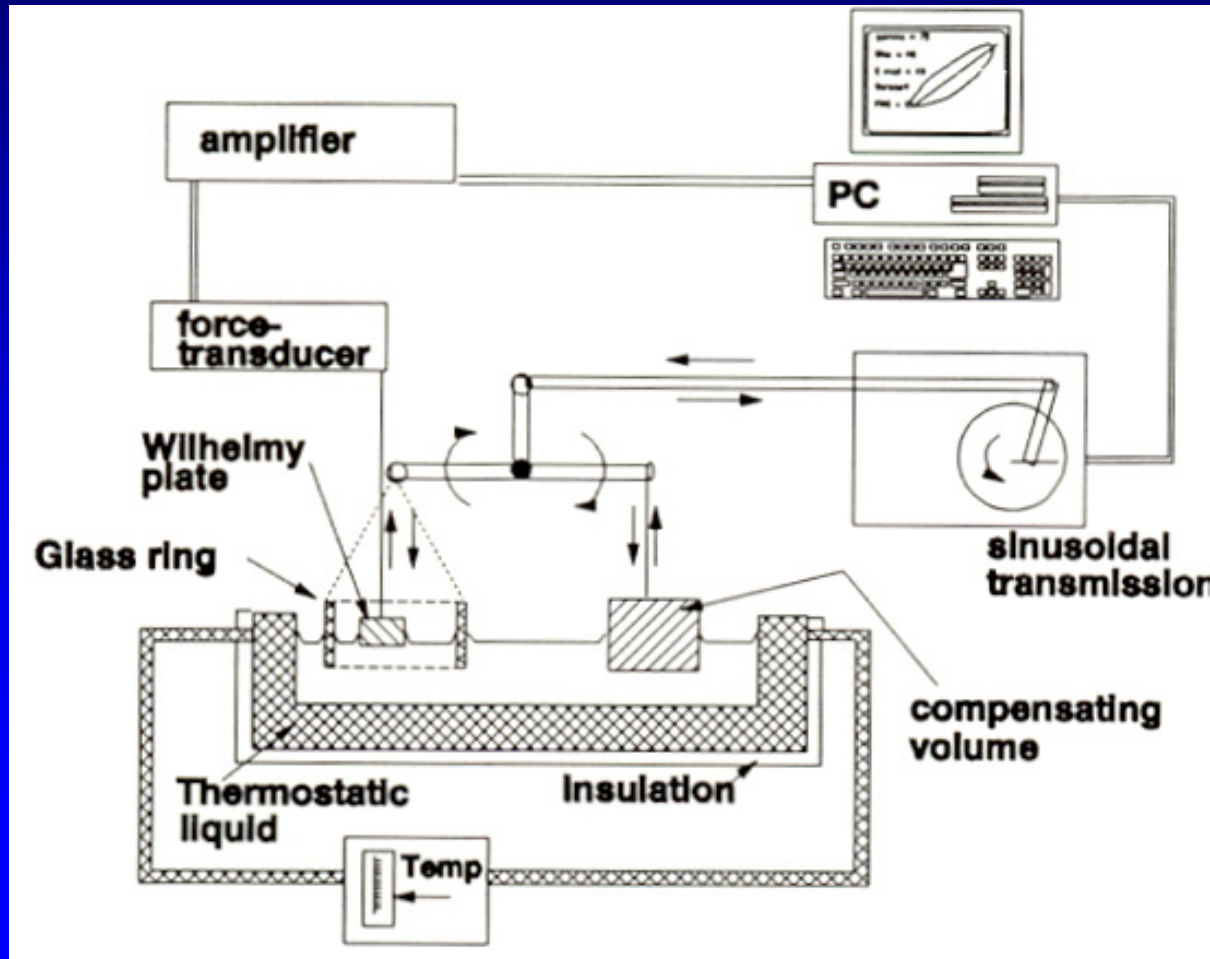 amplifier
PC
force-
transducer
Wilhelmy
plate
Glass ring
sinusoidal
transmission
compensating
volume
Insulation
Thermostatic
liquid
Temp